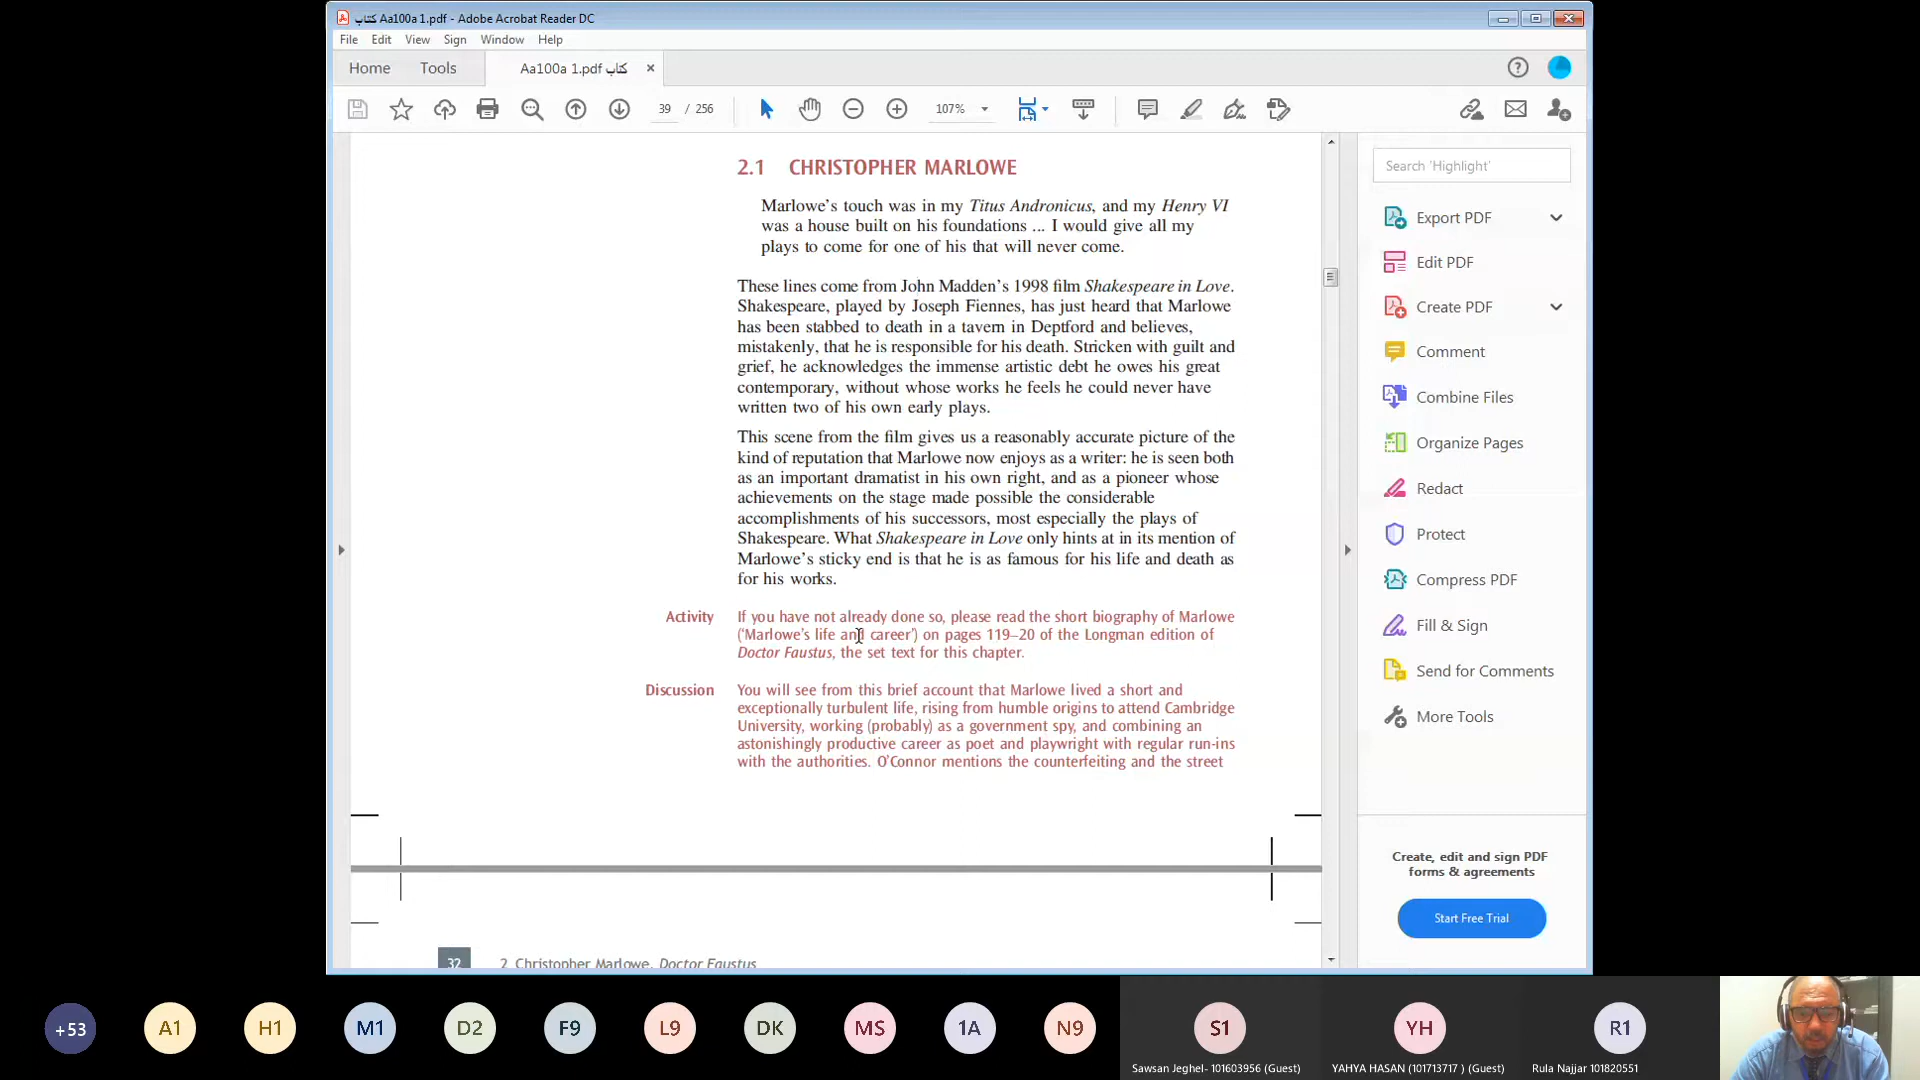 كتاب Aa100a 1.pdf - Adobe Acrobat Reader DC
File Edit View Sign Window Help
Home Tools كتاب Aa100a 1.pdf ×
39 / 256 107%
2.1 CHRISTOPHER MARLOWE
Marlowe's touch was in my Titus Andronicus, and my Henry VI
was a house built on his foundations ... I would give all my
plays to come for one of his that will never come.
These lines come from John Madden's 1998 film Shakespeare in Love.
Shakespeare, played by Joseph Fiennes, has just heard that Marlowe
has been stabbed to death in a tavern in Deptford and believes,
mistakenly, that he is responsible for his death. Stricken with guilt and
grief, he acknowledges the immense artistic debt he owes his great
contemporary, without whose works he feels he could never have
written two of his own early plays.
This scene from the film gives us a reasonably accurate picture of the
kind of reputation that Marlowe now enjoys as a writer: he is seen both
as an important dramatist in his own right, and as a pioneer whose
achievements on the stage made possible the considerable
accomplishments of his successors, most especially the plays of
Shakespeare. What Shakespeare in Love only hints at in its mention of
Marlowe's sticky end is that he is as famous for his life and death as
for his works.
Activity If you have not already done so, please read the short biography of Marlowe
('Marlowe's life and career') on pages 119–20 of the Longman edition of
Doctor Faustus, the set text for this chapter.
Discussion You will see from this brief account that Marlowe lived a short and
exceptionally turbulent life, rising from humble origins to attend Cambridge
University, working (probably) as a government spy, and combining an
astonishingly productive career as poet and playwright with regular run-ins
with the authorities. O'Connor mentions the counterfeiting and the street
32 2 Christopher Marlowe, Doctor Faustus
Search 'Highlight'
Export PDF
Edit PDF
Create PDF
Comment
Combine Files
Organize Pages
Redact
Protect
Compress PDF
Fill & Sign
Send for Comments
More Tools
Create, edit and sign PDF
forms & agreements
Start Free Trial
+53 A1 H1 M1 D2 F9 L9 DK MS 1A N9 S1 YH R1
Sawsan Jeghel- 101603956 (Guest) YAHYA HASAN (101713717 ) (Guest) Rula Najjar 101820551